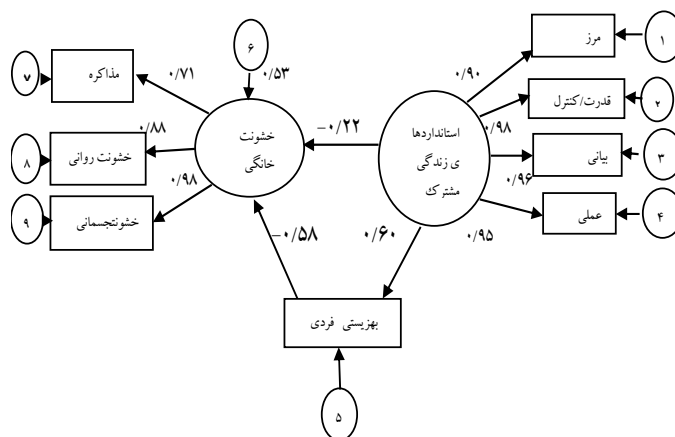 ۱
مرز
۰/۹۰
۲
قدرت/کنترل
۰/۹۸
۳
بیانی
۰/۹۶
۴
عملی
۰/۹۵
استانداردها
ی زندگی
مشترک
−۰/۲۲
۰/۶۰
۶
۰/۵۳
خشونت
خانگی
−۰/۵۸
۰/۷۱
مذاکره
۷
۰/۸۸
خشونت روانی
۸
۰/۹۸
خشونتجسمانی
۹
بهزیستی فردی
۵